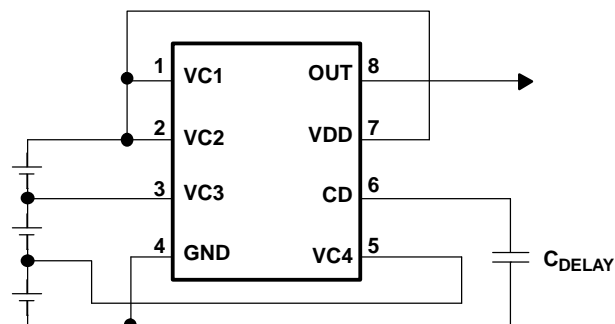 1 VC1 OUT 8
2 VC2 VDD 7
3 VC3 CD 6
4 GND VC4 5
CDELAY